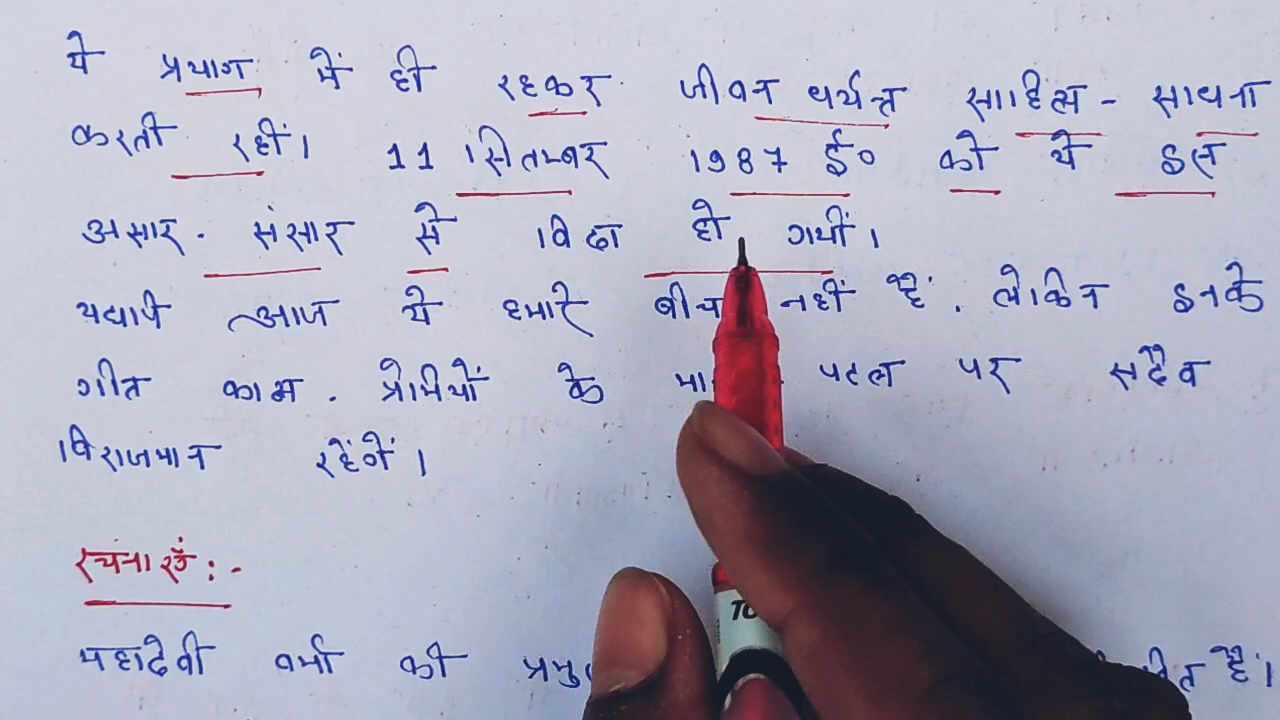 ये प्रयाग में ही रहकर जीवन पर्यन्त साहित्य - साधना
करती रहीं। 11 सितम्बर 1987 ई० को ये इस
असार - संसार से विदा हो गयीं।
यद्यपि आज ये हमारे बीच नहीं हैं. लेकिन इनके
गीत काव्य - प्रेमियों के पटल पर सदैव
विराजमान रहेंगें।
रचनाएँ : -
महादेवी वर्मा की हैं।